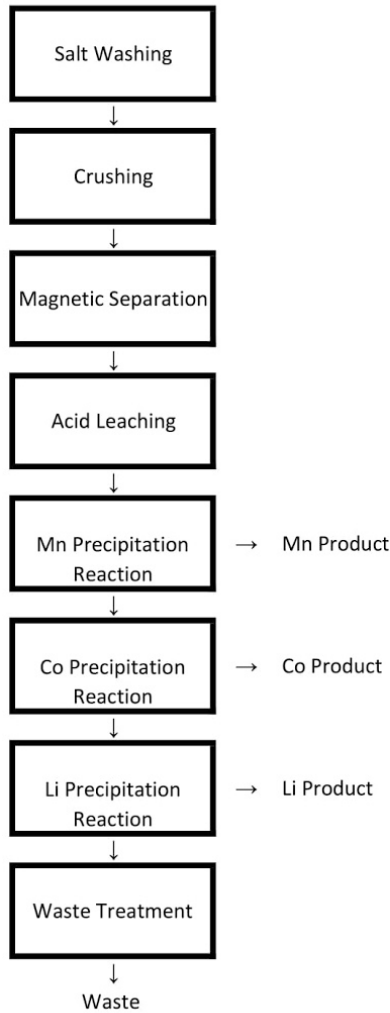 Salt Washing
↓
Crushing
↓
Magnetic Separation
↓
Acid Leaching
↓
Mn Precipitation
Reaction
→ Mn Product
↓
Co Precipitation
Reaction
→ Co Product
↓
Li Precipitation
Reaction
→ Li Product
↓
Waste Treatment
↓
Waste